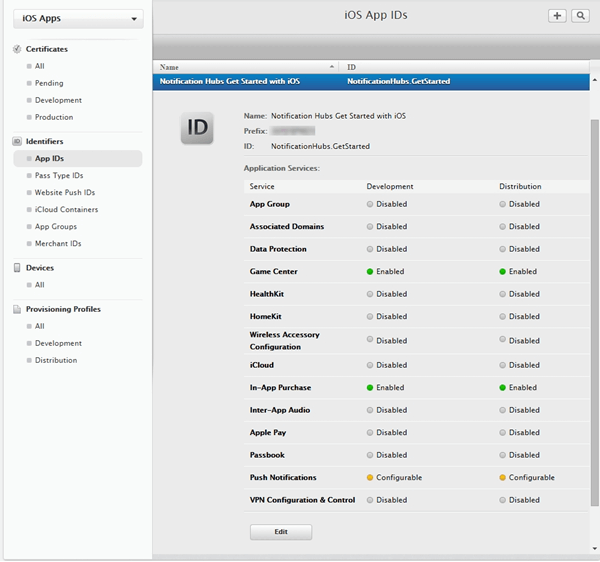 iOS Apps
Certificates
All
Pending
Development
Production
Identifiers
App IDs
Pass Type IDs
Website Push IDs
iCloud Containers
App Groups
Merchant IDs
Devices
All
Provisioning Profiles
All
Development
Distribution
iOS App IDs
Name ID
Notification Hubs Get Started with iOS NotificationHubs.GetStarted
ID
Name: Notification Hubs Get Started with iOS
Prefix:
ID: NotificationHubs.GetStarted
Application Services:
Service Development Distribution
App Group Disabled Disabled
Associated Domains Disabled Disabled
Data Protection Disabled Disabled
Game Center Enabled Enabled
HealthKit Disabled Disabled
HomeKit Disabled Disabled
Wireless Accessory
Configuration Disabled Disabled
iCloud Disabled Disabled
In-App Purchase Enabled Enabled
Inter-App Audio Disabled Disabled
Apple Pay Disabled Disabled
Passbook Disabled Disabled
Push Notifications Configurable Configurable
VPN Configuration & Control Disabled Disabled
Edit